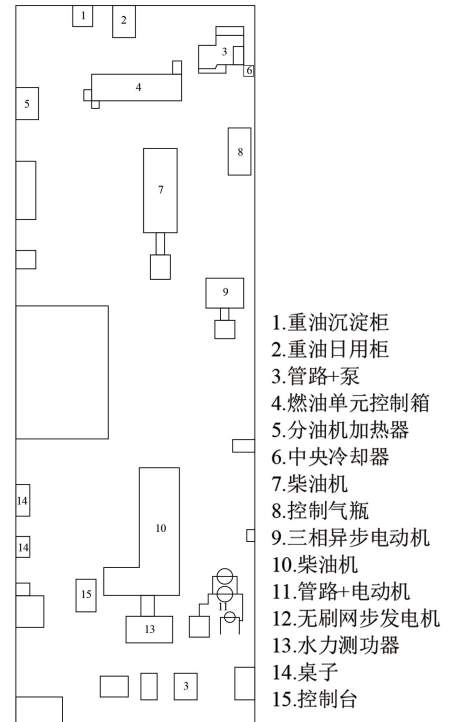 1
2
3
6
4
5
8
7
9
1.重油沉淀柜
2.重油日用柜
3.管路+泵
4.燃油单元控制箱
5.分油机加热器
6.中央冷却器
7.柴油机
8.控制气瓶
9.三相异步电动机
10.柴油机
11.管路+电动机
12.无刷网步发电机
13.水力测功器
14.桌子
15.控制台
14
10
14
15
11
13
3